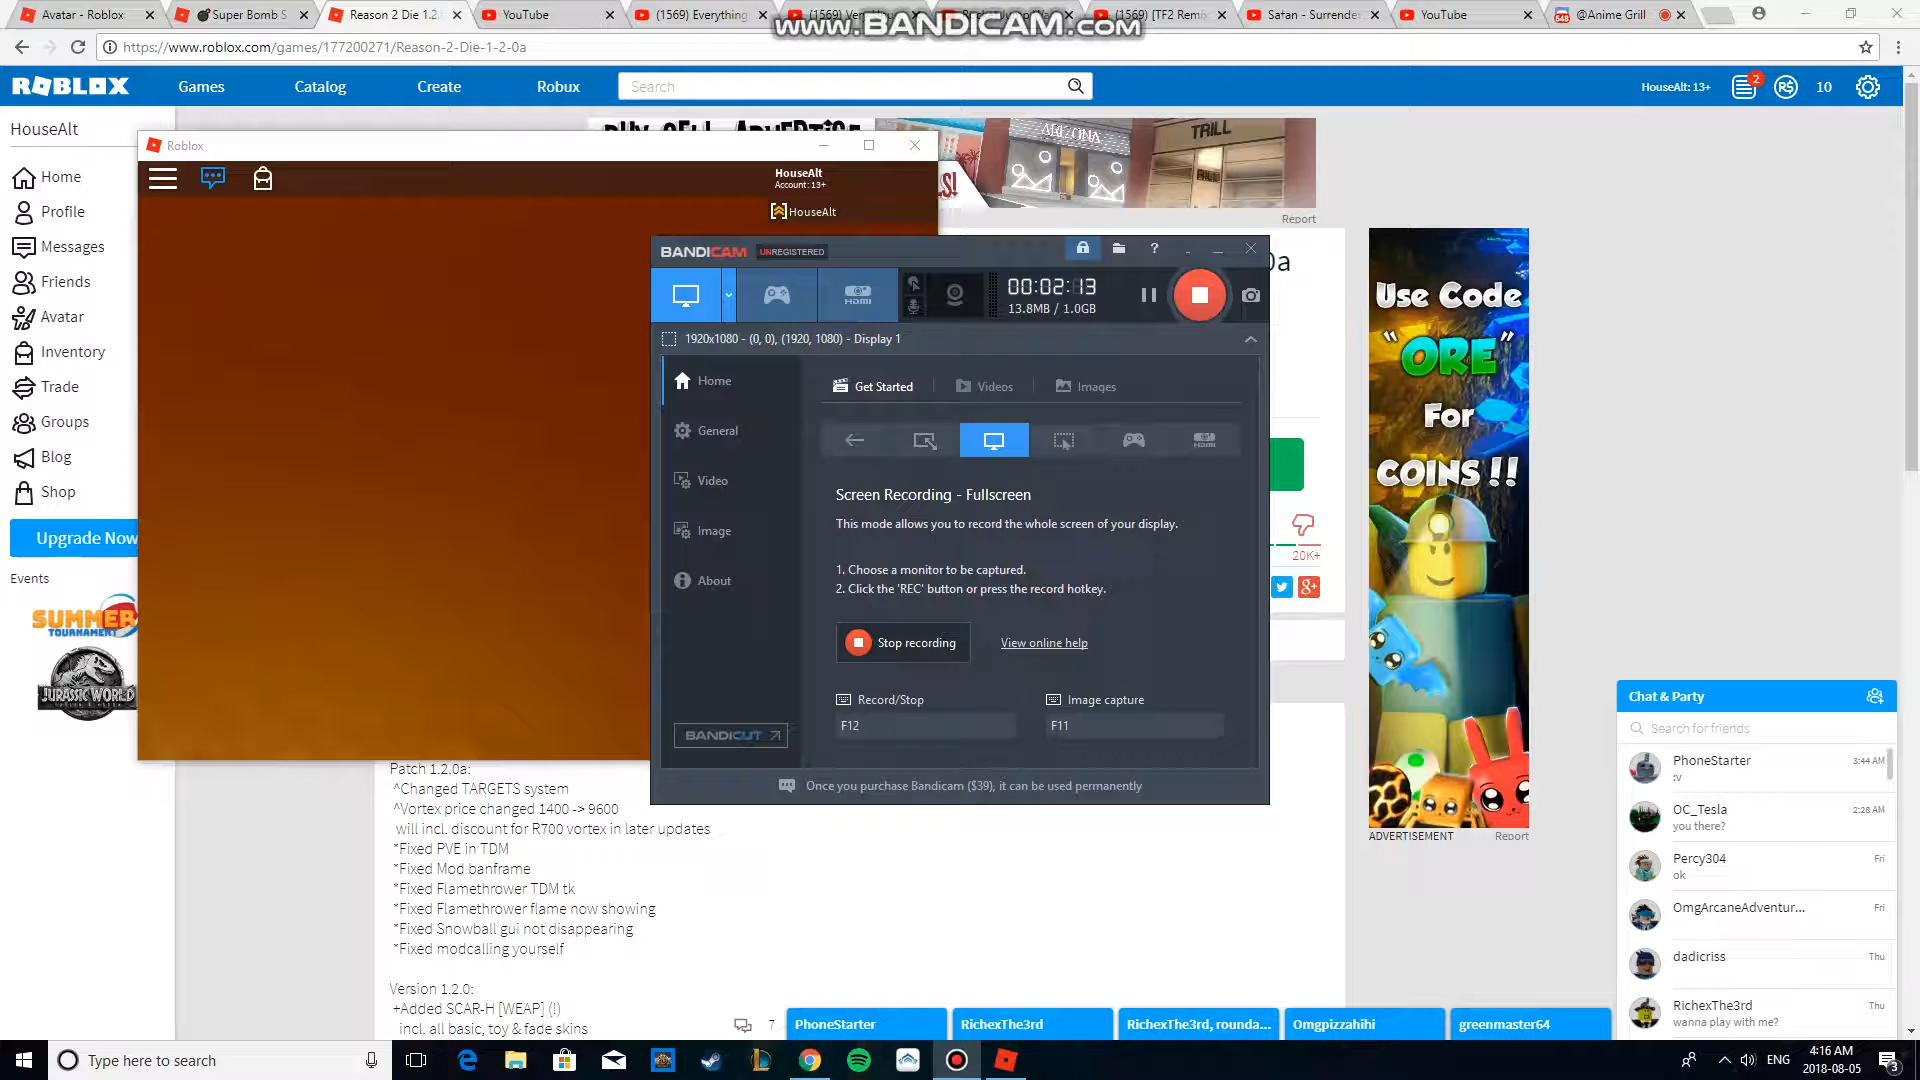 Avatar - Roblox
Super Bomb S
Reason 2 Die 1.2.
YouTube
(1569) Everything
(1569) [TF2 Remi
Satan - Surrende
YouTube
@Anime Grill
www.BANDICAM.com
https://www.roblox.com/games/177200271/Reason-2-Die-1-2-0a
ROBLOX
Games
Catalog
Create
Robux
Search
HouseAlt: 13+
2
R$
10
HouseAlt
Home
Profile
Messages
Friends
Avatar
Inventory
Trade
Groups
Blog
Shop
Upgrade Now
Events
SUMMER
TOURNAMENT
JURASSIC WORLD
Roblox
HouseAlt
Account: 13+
HouseAlt
ARIZONA
TRILL
Report
0a
BANDICAM UNREGISTERED
?
HDMI
00:02:13
13.8MB / 1.0GB
1920x1080 - (0, 0), (1920, 1080) - Display 1
Home
General
Video
Image
About
BANDICUT
Get Started
Videos
Images
HDMI
Screen Recording - Fullscreen
This mode allows you to record the whole screen of your display.
1. Choose a monitor to be captured.
2. Click the 'REC' button or press the record hotkey.
Stop recording
View online help
Record/Stop
F12
Image capture
F11
Once you purchase Bandicam ($39), it can be used permanently
20K+
G+
Use Code
"ORE"
For
COINS !!
ADVERTISEMENT
Report
Patch 1.2.0a:
^Changed TARGETS system
^Vortex price changed 1400 -> 9600
will incl. discount for R700 vortex in later updates
*Fixed PVE in TDM
*Fixed Mod banframe
*Fixed Flamethrower TDM tk
*Fixed Flamethrower flame now showing
*Fixed Snowball gui not disappearing
*Fixed modcalling yourself
Version 1.2.0:
+Added SCAR-H [WEAP] (!)
incl. all basic, toy & fade skins
Chat & Party
Search for friends
PhoneStarter
3:44 AM
:v
OC_Tesla
2:28 AM
you there?
Percy304
Fri
ok
OmgArcaneAdventur...
Fri
dadicriss
Thu
RichexThe3rd
Thu
wanna play with me?
7
PhoneStarter
RichexThe3rd
RichexThe3rd, rounda...
Omgpizzahihi
greenmaster64
Type here to search
ENG
4:16 AM
2018-08-05
3